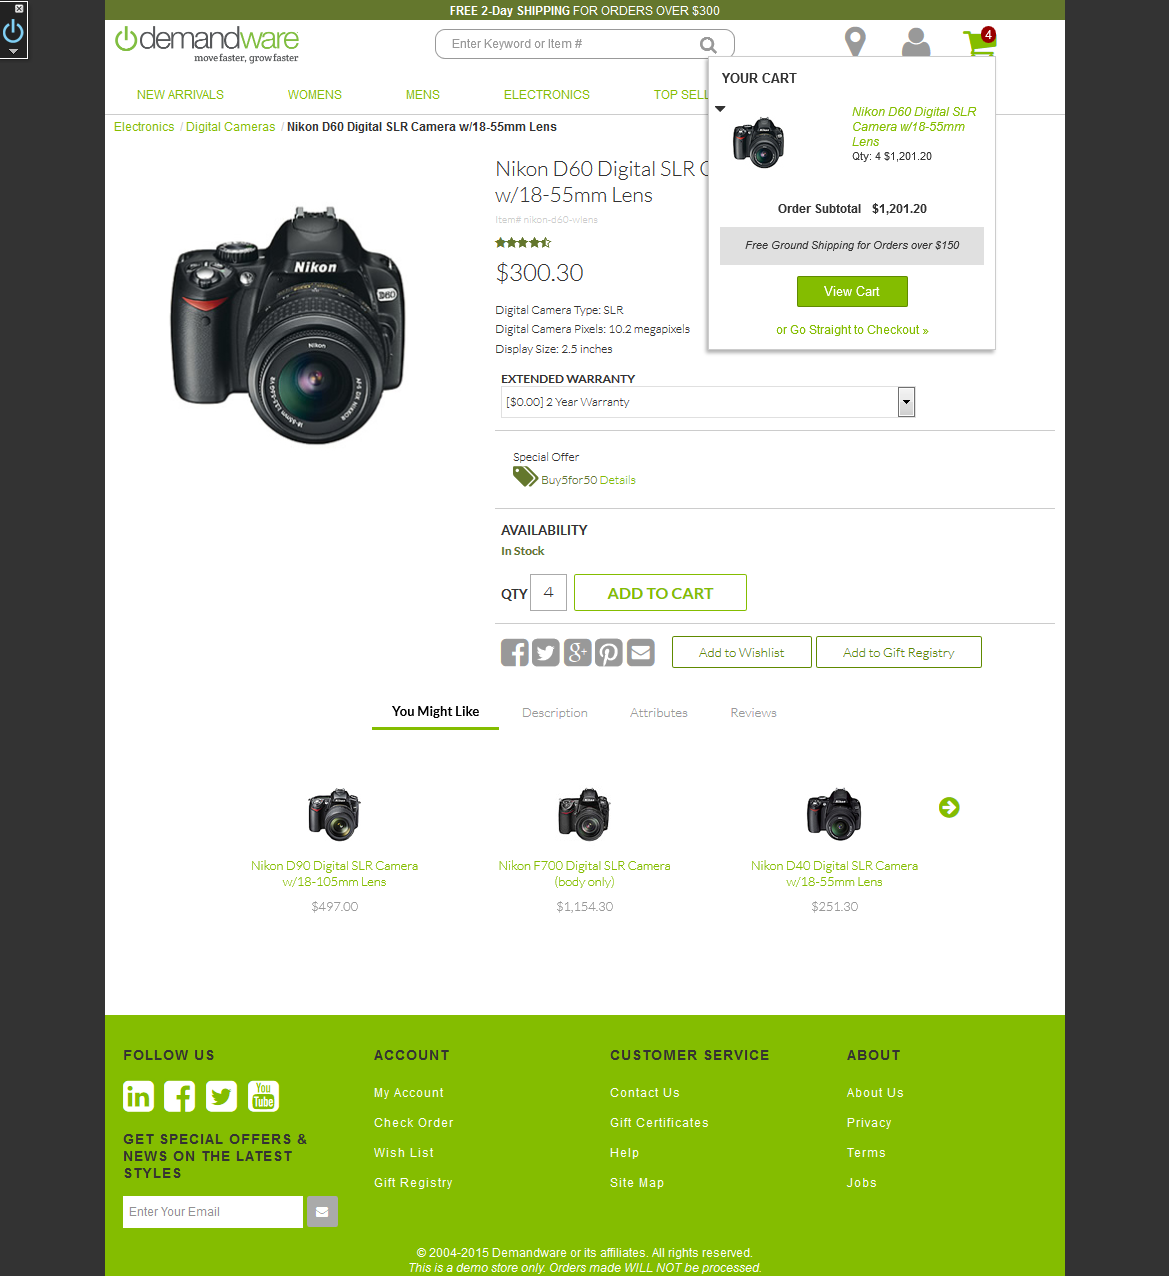 FREE 2-Day SHIPPING FOR ORDERS OVER $300
demandware
move faster, grow faster
Enter Keyword or Item #
4
NEW ARRIVALS WOMENS MENS ELECTRONICS TOP SELL
Electronics / Digital Cameras / Nikon D60 Digital SLR Camera w/18-55mm Lens
YOUR CART
Nikon D60 Digital SLR
Camera w/18-55mm
Lens
Qty: 4 $1,201.20
Order Subtotal $1,201.20
Free Ground Shipping for Orders over $150
View Cart
or Go Straight to Checkout »
Nikon
D60
Nikon
Nikon D60 Digital SLR C
w/18-55mm Lens
Item# nikon-d60-wlens
$300.30
Digital Camera Type: SLR
Digital Camera Pixels: 10.2 megapixels
Display Size: 2.5 inches
EXTENDED WARRANTY
[$0.00] 2 Year Warranty
Special Offer
Buy5for50 Details
AVAILABILITY
In Stock
QTY 4 ADD TO CART
Add to Wishlist Add to Gift Registry
You Might Like Description Attributes Reviews
Nikon D90 Digital SLR Camera
w/18-105mm Lens
$497.00
Nikon F700 Digital SLR Camera
(body only)
$1,154.30
Nikon D40 Digital SLR Camera
w/18-55mm Lens
$251.30
FOLLOW US
You
Tube
GET SPECIAL OFFERS &
NEWS ON THE LATEST
STYLES
Enter Your Email
ACCOUNT
My Account
Check Order
Wish List
Gift Registry
CUSTOMER SERVICE
Contact Us
Gift Certificates
Help
Site Map
ABOUT
About Us
Privacy
Terms
Jobs
© 2004-2015 Demandware or its affiliates. All rights reserved.
This is a demo store only. Orders made WILL NOT be processed.